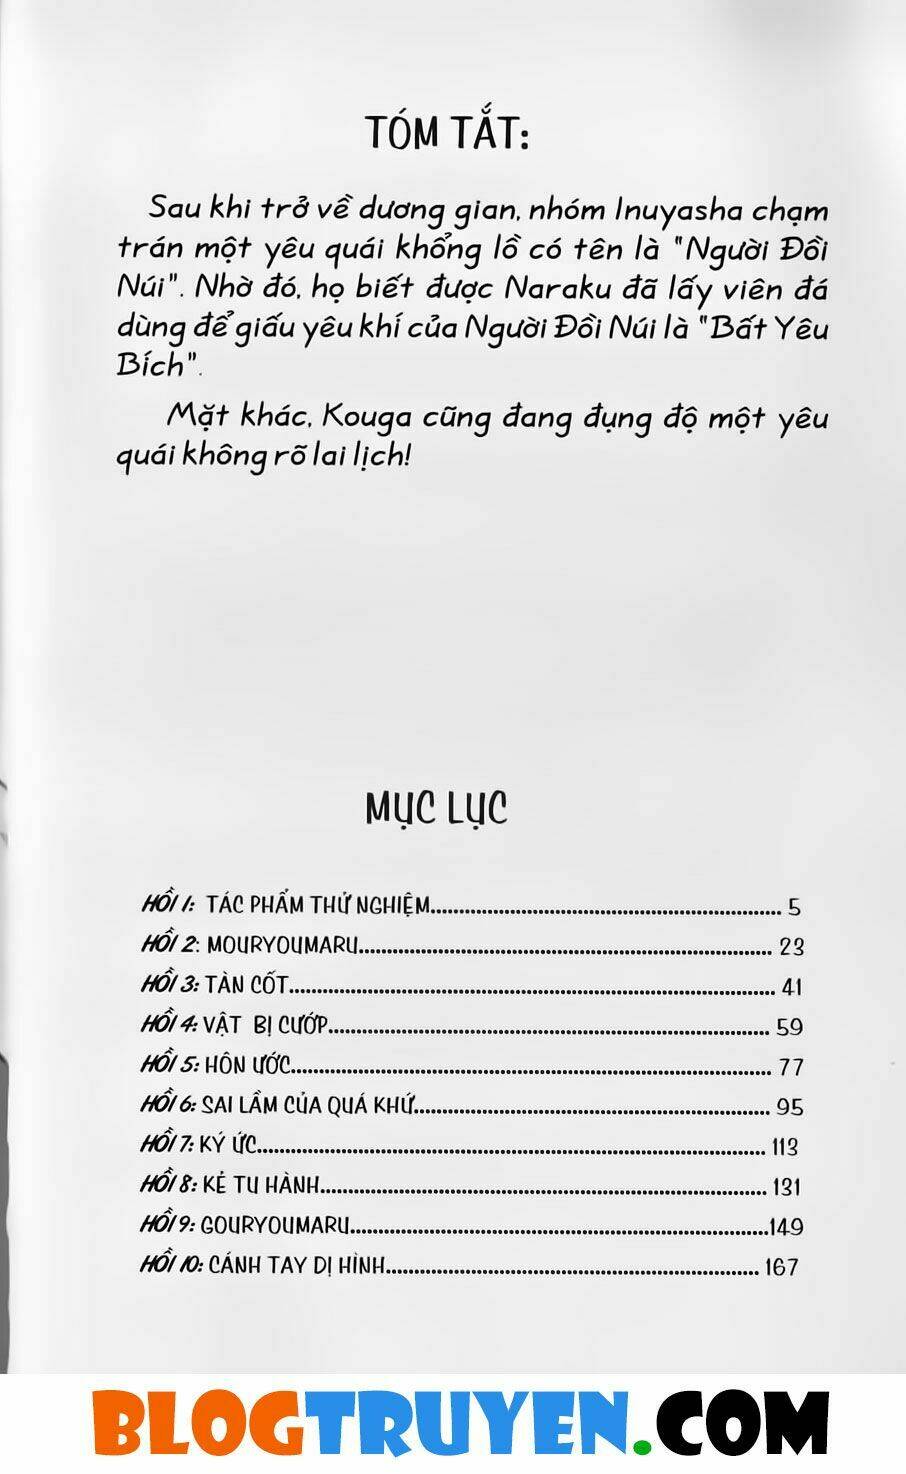 TÓM TẮT:
Sau khi trở về dương gian, nhóm Inuyasha chạm
trán một yêu quái khổng lồ có tên là "Người Đồi
Núi". Nhờ đó, họ biết được Naraku đã lấy viên đá
dùng để giấu yêu khí của Người Đồi Núi là "Bất Yêu
Bích".
Mặt khác, Kouga cũng đang đụng độ một yêu
quái không rõ lai lịch!
MỤC LỤC
HỒI 1: TÁC PHẨM THỬ NGHIỆM........ 5
HỒI 2: MOURYOUMARU........ 23
HỒI 3: TÀN CỐT........ 41
HỒI 4: VẬT BỊ CƯỚP........ 59
HỒI 5: HÔN ƯỚC........ 77
HỒI 6: SAI LẦM CỦA QUÁ KHỨ........ 95
HỒI 7: KÝ ỨC........ 113
HỒI 8: KẺ TU HÀNH........ 131
HỒI 9: GOURYOUMARU........149
HỒI 10: CÁNH TAY DỊ HÌNH........ 167
BLOGTRUYEN.COM